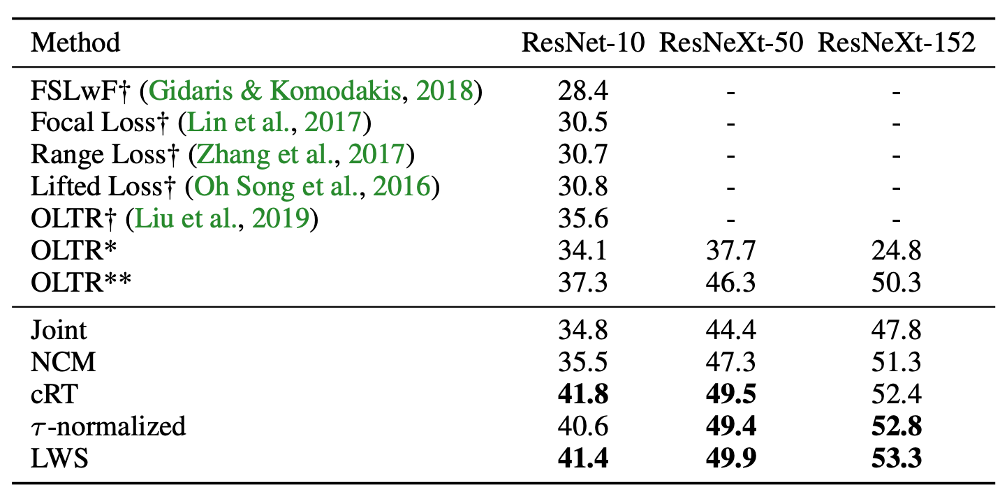 Method ResNet-10 ResNeXt-50 ResNeXt-152
FSLwF† (Gidaris & Komodakis, 2018) 28.4 - -
Focal Loss† (Lin et al., 2017) 30.5 - -
Range Loss† (Zhang et al., 2017) 30.7 - -
Lifted Loss† (Oh Song et al., 2016) 30.8 - -
OLTR† (Liu et al., 2019) 35.6 - -
OLTR* 34.1 37.7 24.8
OLTR** 37.3 46.3 50.3
Joint 34.8 44.4 47.8
NCM 35.5 47.3 51.3
cRT 41.8 49.5 52.4
τ-normalized 40.6 49.4 52.8
LWS 41.4 49.9 53.3